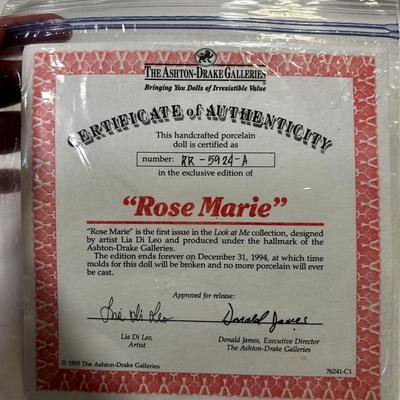 THE ASHTON-DRAKE GALLERIES
Bringing You Dolls of Irresistible Value
CERTIFICATE of AUTHENTICITY
This handcrafted porcelain
doll is certified as
number: RR-5924-A
in the exclusive edition of
"Rose Marie"
"Rose Marie" is the first issue in the Look at Me collection, designed
by artist Lia Di Leo and produced under the hallmark of the
Ashton-Drake Galleries.
The edition ends forever on December 31, 1994, at which time
molds for this doll will be broken and no more porcelain will ever
be cast.
Approved for release:
Lia Di Leo Donald James
Lia Di Leo, Donald James, Executive Director
Artist The Ashton-Drake Galleries
© 1993 The Ashton-Drake Galleries 76241-C1